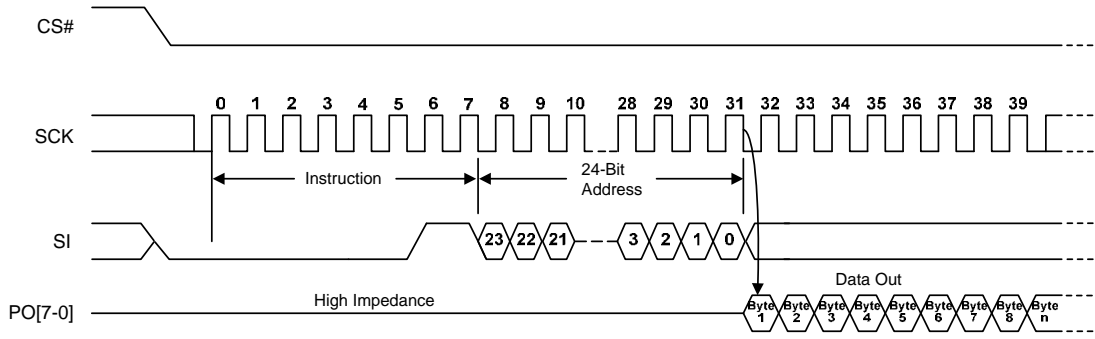 CS#
0 1 2 3 4 5 6 7 8 9 10 28 29 30 31 32 33 34 35 36 37 38 39
SCK
Instruction
24-Bit
Address
SI
23 22 21 3 2 1 0
Data Out
High Impedance
PO[7-0]
Byte 1 Byte 2 Byte 3 Byte 4 Byte 5 Byte 6 Byte 7 Byte 8 Byte n